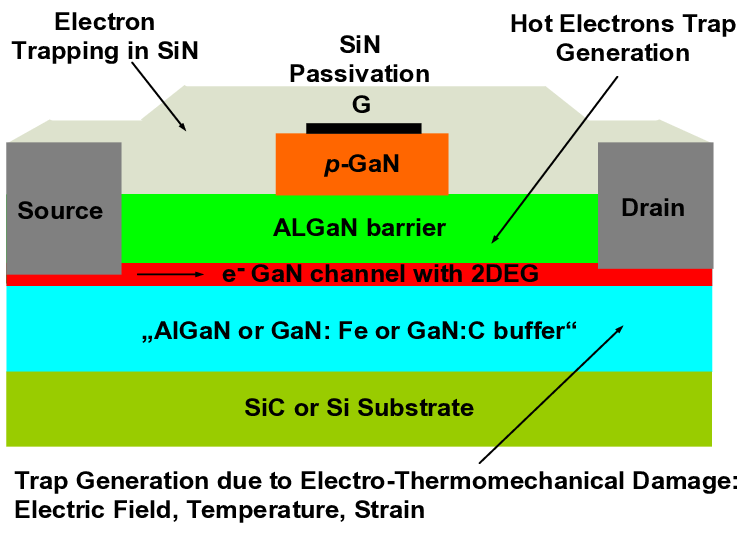 Electron
Trapping in SiN
SiN
Passivation
Hot Electrons Trap
Generation
G
p-GaN
Source
Drain
ALGaN barrier
e- GaN channel with 2DEG
„AlGaN or GaN: Fe or GaN:C buffer“
SiC or Si Substrate
Trap Generation due to Electro-Thermomechanical Damage:
Electric Field, Temperature, Strain